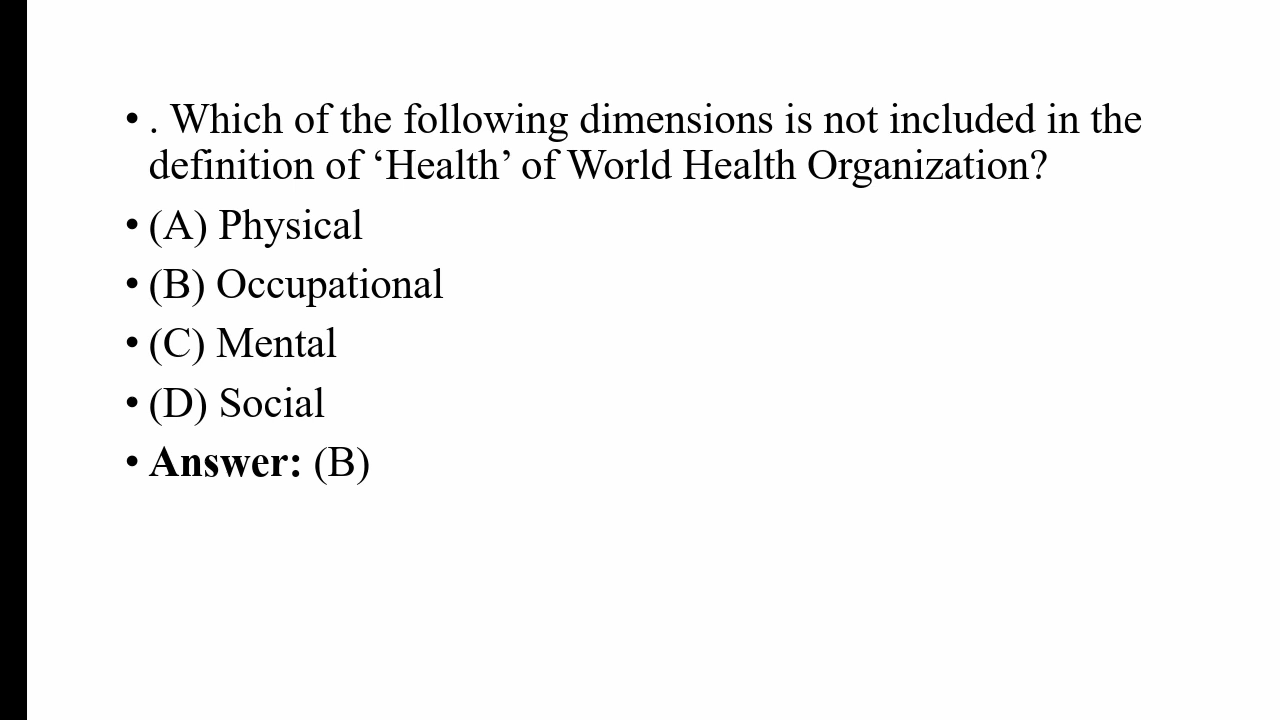 • . Which of the following dimensions is not included in the
definition of ‘Health’ of World Health Organization?
• (A) Physical
• (B) Occupational
• (C) Mental
• (D) Social
• Answer: (B)